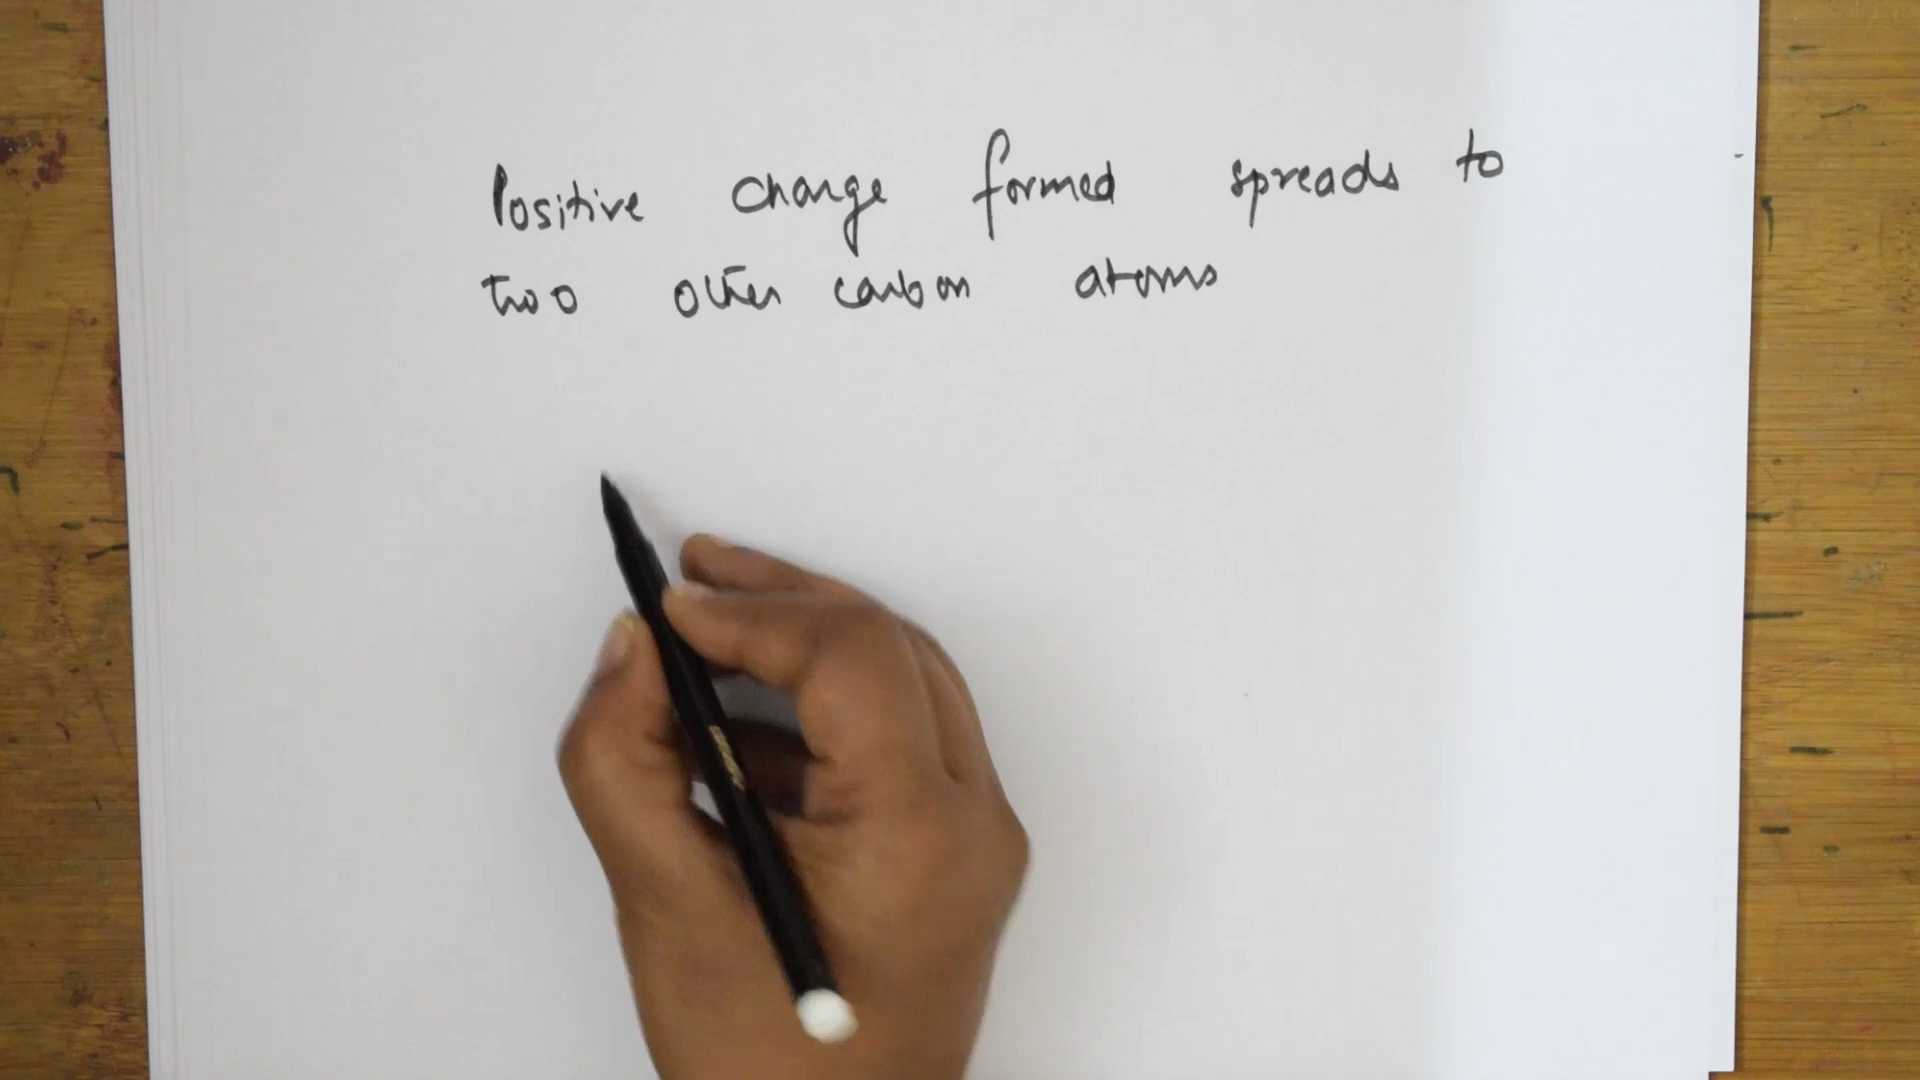 Positive charge formed spreads to
two other carbon atoms